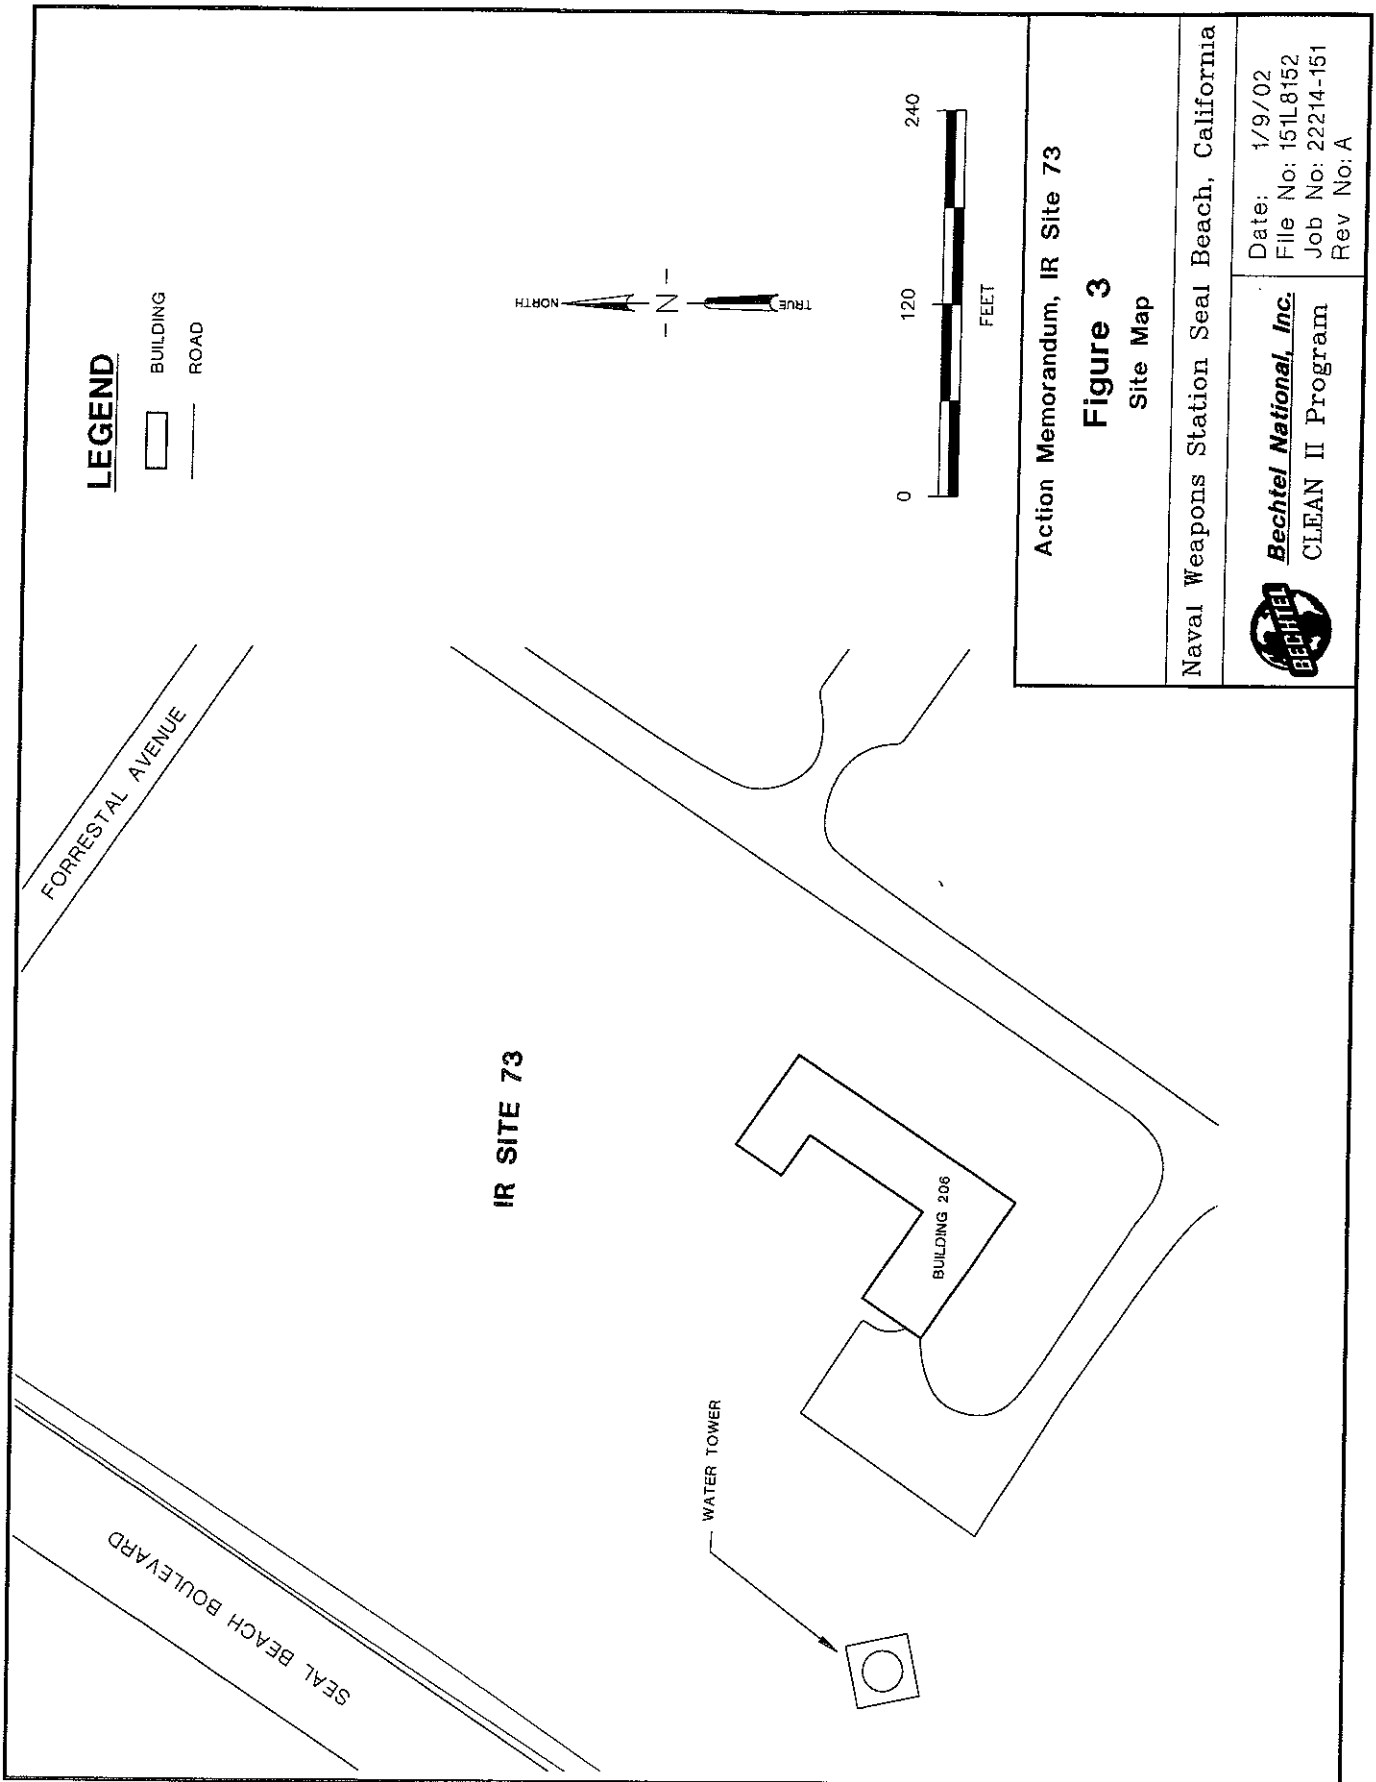 LEGEND
BUILDING
ROAD
FORRESTAL AVENUE
SEAL BEACH BOULEVARD
IR SITE 73
NORTH
-N-
TRUE
WATER TOWER
BUILDING 206
0 120 240
FEET
Action Memorandum, IR Site 73
Figure 3
Site Map
Naval Weapons Station Seal Beach, California
BECHTEL
Bechtel National, Inc.
CLEAN II Program
Date: 1/9/02
File No: 151L8152
Job No: 22214-151
Rev No: A